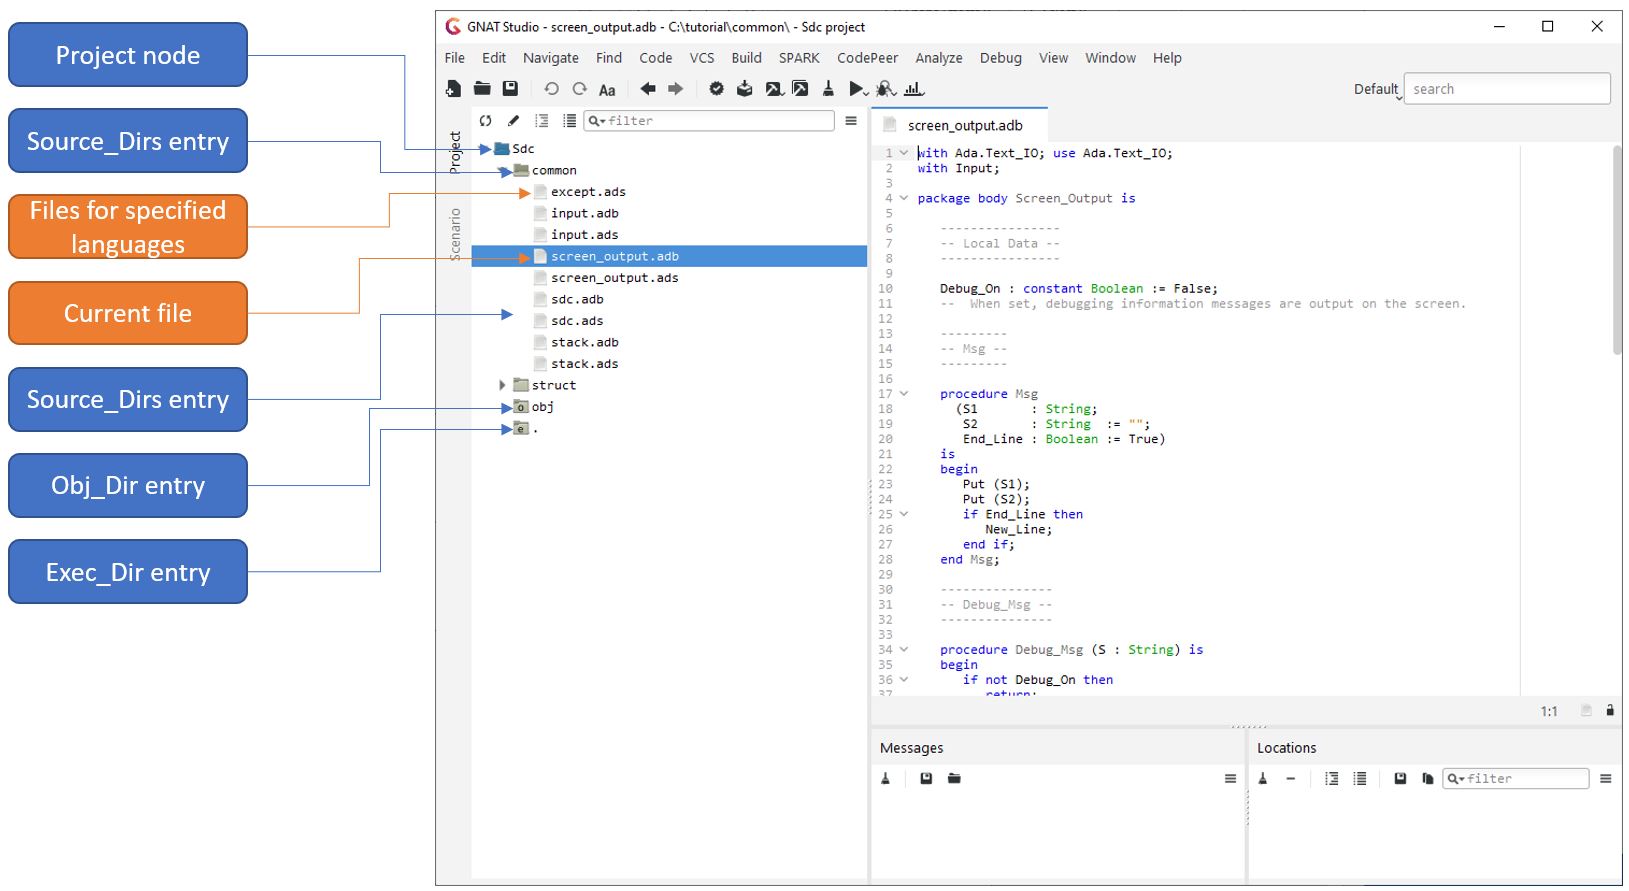 Project node
Source_Dirs entry
Files for specified
languages
Current file
Source_Dirs entry
Obj_Dir entry
Exec_Dir entry
GNAT Studio - screen_output.adb - C:\tutorial\common\ - Sdc project
File Edit Navigate Find Code VCS Build SPARK CodePeer Analyze Debug View Window Help
Aa
Default
search
Project
Scenario
filter
Sdc
common
except.ads
input.adb
input.ads
screen_output.adb
screen_output.ads
sdc.adb
sdc.ads
stack.adb
stack.ads
struct
o obj
e .
screen_output.adb
1 with Ada.Text_IO; use Ada.Text_IO;
2 with Input;
3
4 package body Screen_Output is
5
6 ----------------
7 -- Local Data --
8 ----------------
9
10 Debug_On : constant Boolean := False;
11 --  When set, debugging information messages are output on the screen.
12
13 ---------
14 -- Msg --
15 ---------
16
17 procedure Msg
18 (S1       : String;
19 S2       : String  := "";
20 End_Line : Boolean := True)
21 is
22 begin
23 Put (S1);
24 Put (S2);
25 if End_Line then
26 New_Line;
27 end if;
28 end Msg;
29
30 ---------------
31 -- Debug_Msg --
32 ---------------
33
34 procedure Debug_Msg (S : String) is
35 begin
36 if not Debug_On then
37 return;
1:1
Messages
Locations
filter